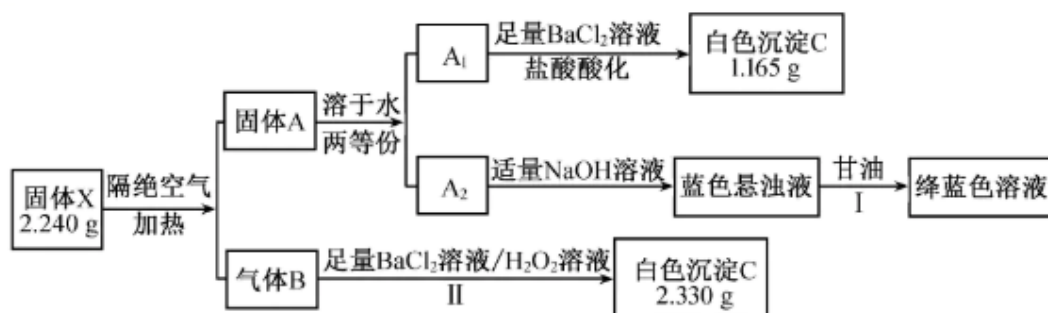 固体X
2.240 g
隔绝空气
加热
固体A
溶于水
两等份
A₁
足量BaCl₂溶液
盐酸酸化
白色沉淀C
1.165 g
A₂
适量NaOH溶液
蓝色悬浊液
甘油
Ⅰ
绛蓝色溶液
气体B
足量BaCl₂溶液/H₂O₂溶液
Ⅱ
白色沉淀C
2.330 g